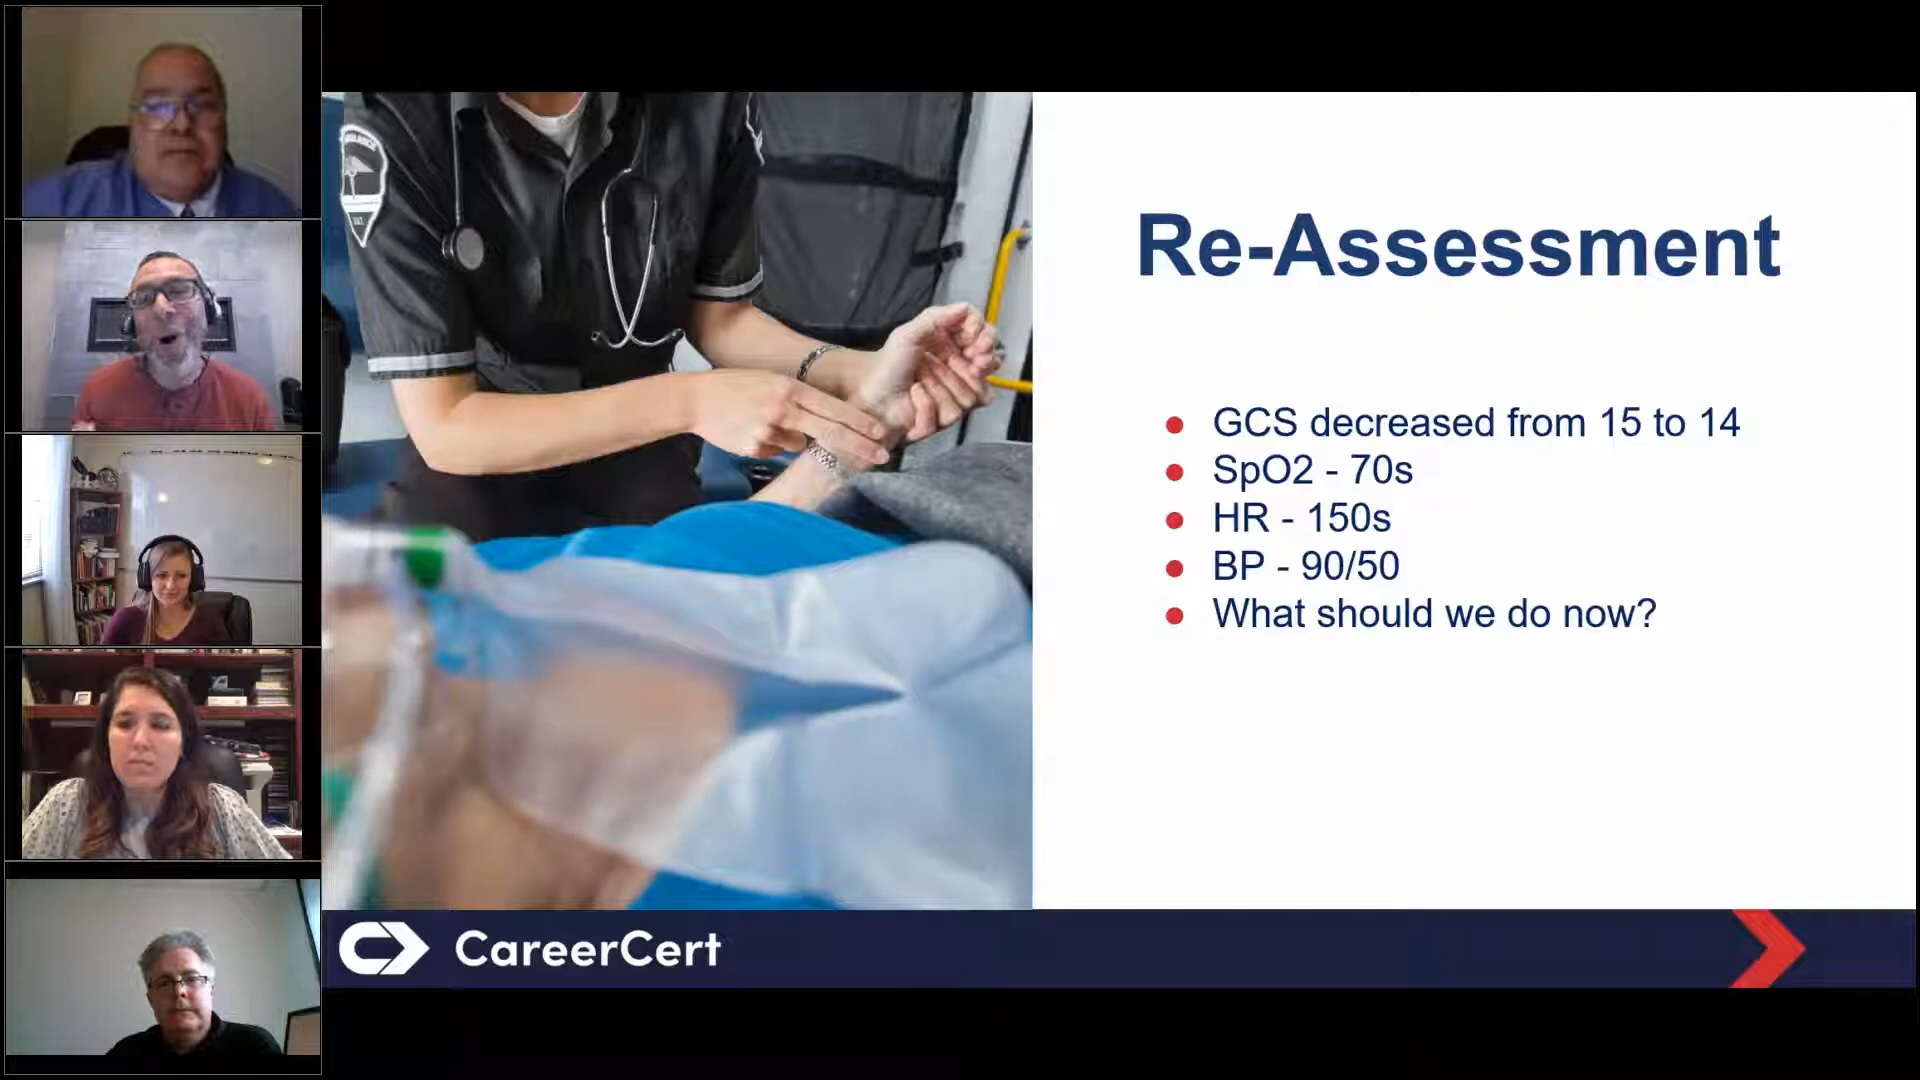 Re-Assessment
GCS decreased from 15 to 14
SpO2 - 70s
HR - 150s
BP - 90/50
What should we do now?
CareerCert